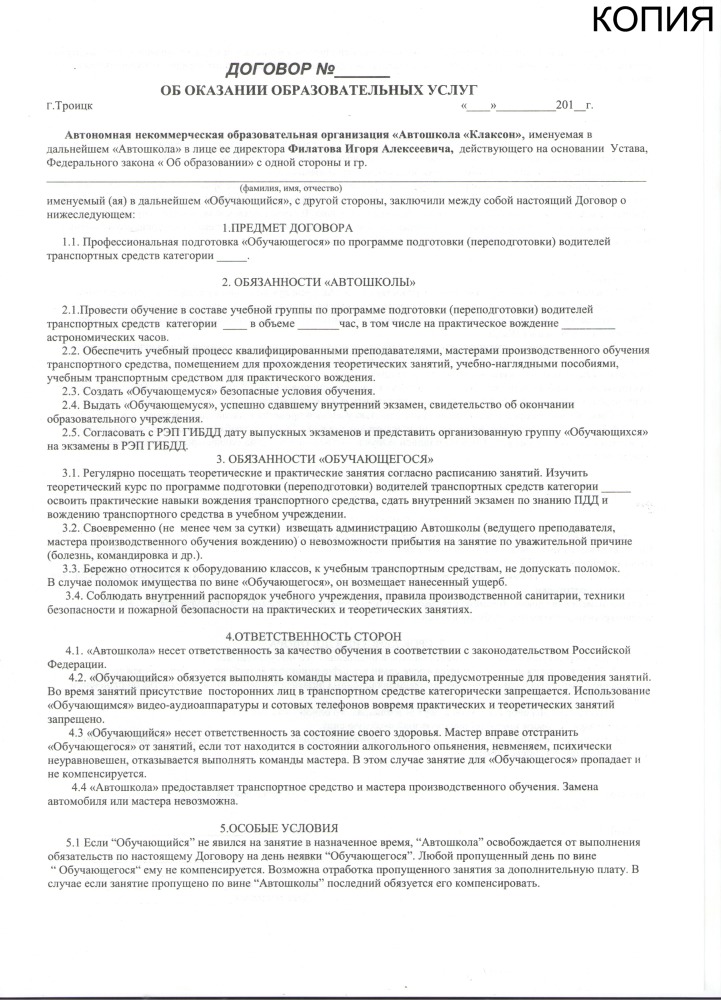 КОПИЯ
ДОГОВОР №______
ОБ ОКАЗАНИИ ОБРАЗОВАТЕЛЬНЫХ УСЛУГ
г.Троицк «____»__________201__г.
Автономная некоммерческая образовательная организация «Автошкола «Клаксон», именуемая в
дальнейшем «Автошкола» в лице ее директора Филатова Игоря Алексеевича, действующего на основании Устава,
Федерального закона « Об образовании» с одной стороны и гр.
(фамилия, имя, отчество)
именуемый (ая) в дальнейшем «Обучающийся», с другой стороны, заключили между собой настоящий Договор о
нижеследующем:
1.ПРЕДМЕТ ДОГОВОРА
1.1. Профессиональная подготовка «Обучающегося» по программе подготовки (переподготовки) водителей
транспортных средств категории _____.
2. ОБЯЗАННОСТИ «АВТОШКОЛЫ»
2.1.Провести обучение в составе учебной группы по программе подготовки (переподготовки) водителей
транспортных средств категории ____ в объеме _______час, в том числе на практическое вождение _________
астрономических часов.
2.2. Обеспечить учебный процесс квалифицированными преподавателями, мастерами производственного обучения
транспортного средства, помещением для прохождения теоретических занятий, учебно-наглядными пособиями,
учебным транспортным средством для практического вождения.
2.3. Создать «Обучающемуся» безопасные условия обучения.
2.4. Выдать «Обучающемуся», успешно сдавшему внутренний экзамен, свидетельство об окончании
образовательного учреждения.
2.5. Согласовать с РЭП ГИБДД дату выпускных экзаменов и представить организованную группу «Обучающихся»
на экзамены в РЭП ГИБДД.
3. ОБЯЗАННОСТИ «ОБУЧАЮЩЕГОСЯ»
3.1. Регулярно посещать теоретические и практические занятия согласно расписанию занятий. Изучить
теоретический курс по программе подготовки (переподготовки) водителей транспортных средств категории _____
освоить практические навыки вождения транспортного средства, сдать внутренний экзамен по знанию ПДД и
вождению транспортного средства в учебном учреждении.
3.2. Своевременно (не менее чем за сутки) извещать администрацию Автошколы (ведущего преподавателя,
мастера производственного обучения вождению) о невозможности прибытия на занятие по уважительной причине
(болезнь, командировка и др.).
3.3. Бережно относится к оборудованию классов, к учебным транспортным средствам, не допускать поломок.
В случае поломок имущества по вине «Обучающегося», он возмещает нанесенный ущерб.
3.4. Соблюдать внутренний распорядок учебного учреждения, правила производственной санитарии, техники
безопасности и пожарной безопасности на практических и теоретических занятиях.
4.ОТВЕТСТВЕННОСТЬ СТОРОН
4.1. «Автошкола» несет ответственность за качество обучения в соответствии с законодательством Российской
Федерации.
4.2. «Обучающийся» обязуется выполнять команды мастера и правила, предусмотренные для проведения занятий.
Во время занятий присутствие посторонних лиц в транспортном средстве категорически запрещается. Использование
«Обучающимся» видео-аудиоаппаратуры и сотовых телефонов вовремя практических и теоретических занятий
запрещено.
4.3 «Обучающийся» несет ответственность за состояние своего здоровья. Мастер вправе отстранить
«Обучающегося» от занятий, если тот находится в состоянии алкогольного опьянения, невменяем, психически
неуравновешен, отказывается выполнять команды мастера. В этом случае занятие для «Обучающегося» пропадает и
не компенсируется.
4.4 «Автошкола» предоставляет транспортное средство и мастера производственного обучения. Замена
автомобиля или мастера невозможна.
5.ОСОБЫЕ УСЛОВИЯ
5.1 Если “Обучающийся” не явился на занятие в назначенное время, “Автошкола” освобождается от выполнения
обязательств по настоящему Договору на день неявки “Обучающегося”. Любой пропущенный день по вине
“ Обучающегося“ ему не компенсируется. Возможна отработка пропущенного занятия за дополнительную плату. В
случае если занятие пропущено по вине “Автошколы” последний обязуется его компенсировать.